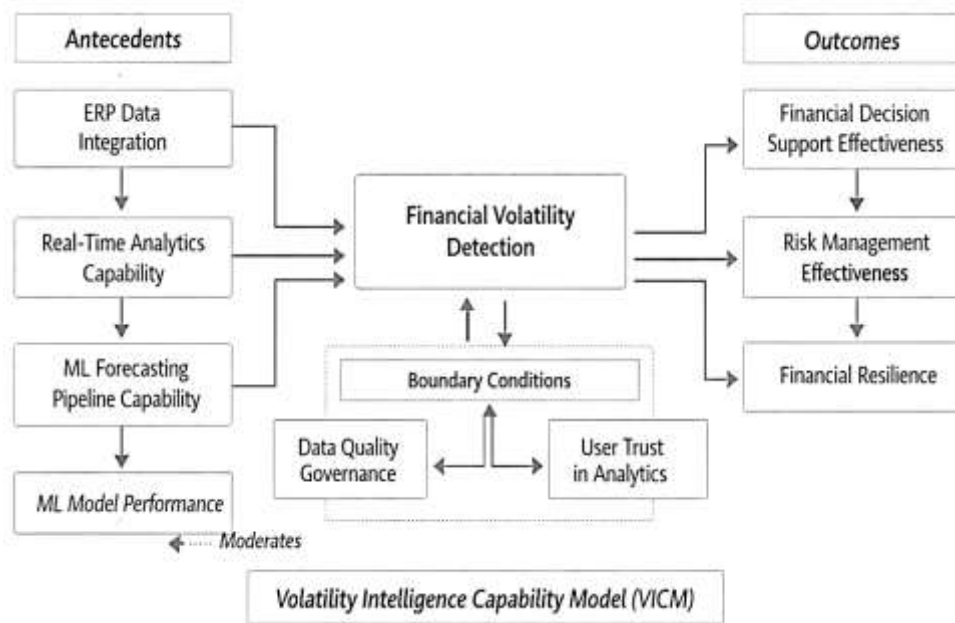 Antecedents
Outcomes
ERP Data
Integration
Financial Decision
Support Effectiveness
Financial Volatility
Detection
Real-Time Analytics
Capability
Risk Management
Effectiveness
ML Forecasting
Pipeline Capability
Boundary Conditions
Financial Resilience
Data Quality
Governance
User Trust
in Analytics
ML Model Performance
Moderates
Volatility Intelligence Capability Model (VICM)